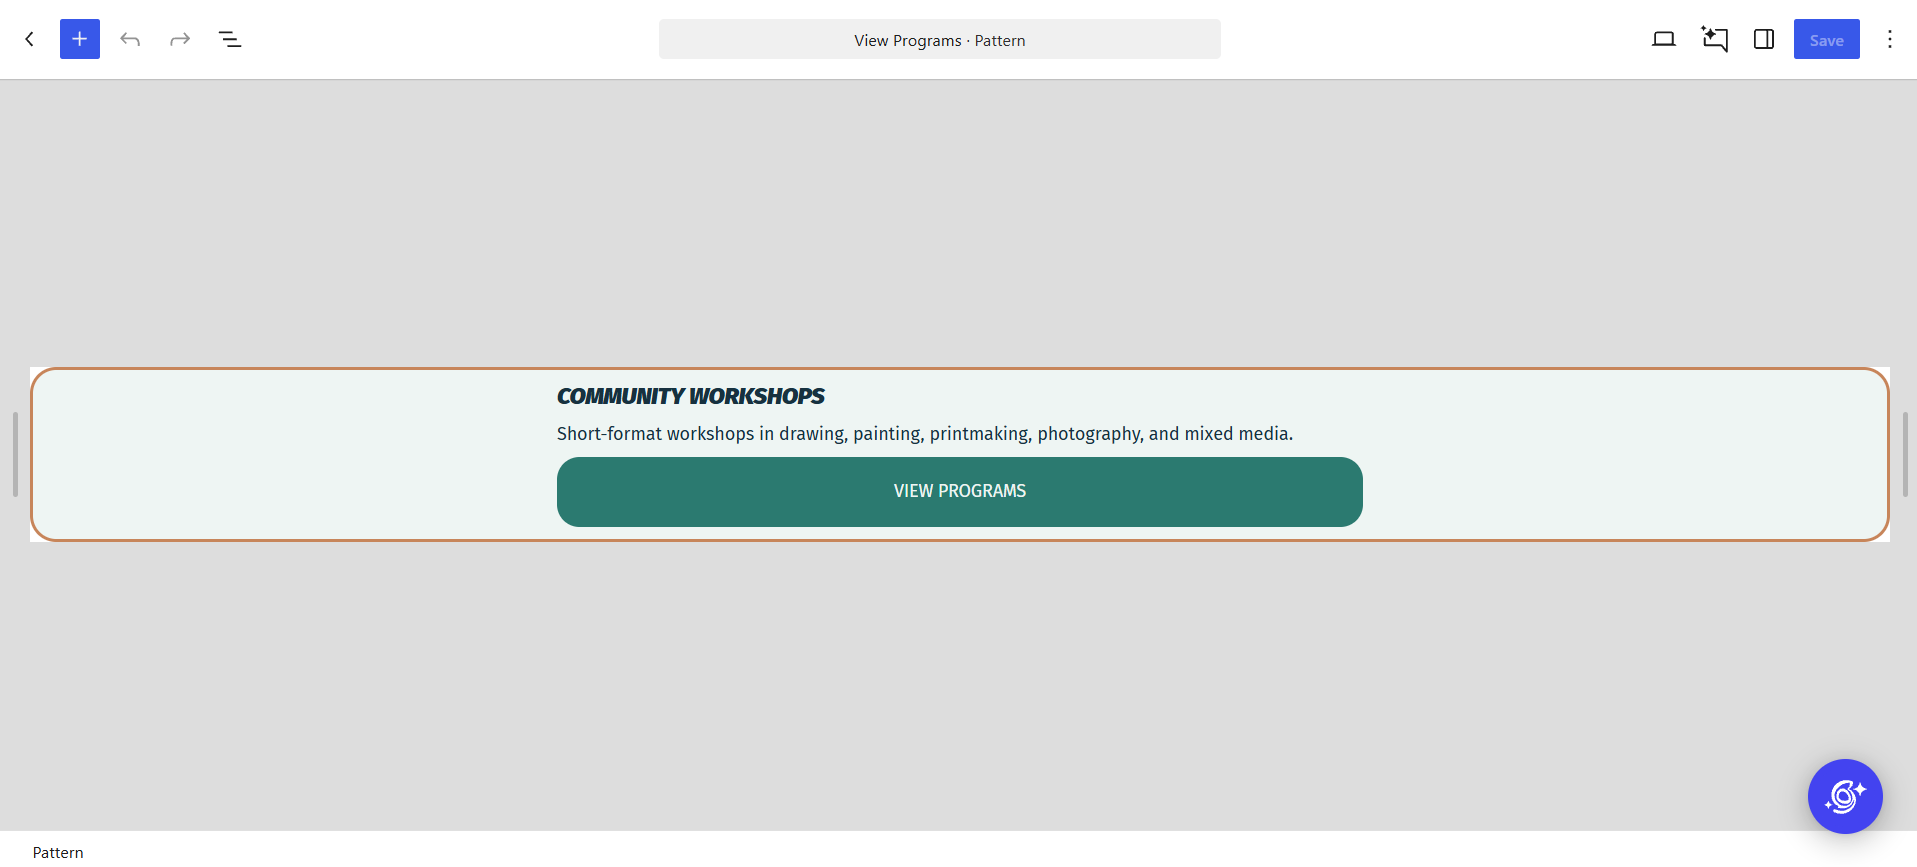 View Programs · Pattern
Save
COMMUNITY WORKSHOPS
Short-format workshops in drawing, painting, printmaking, photography, and mixed media.
VIEW PROGRAMS
Pattern